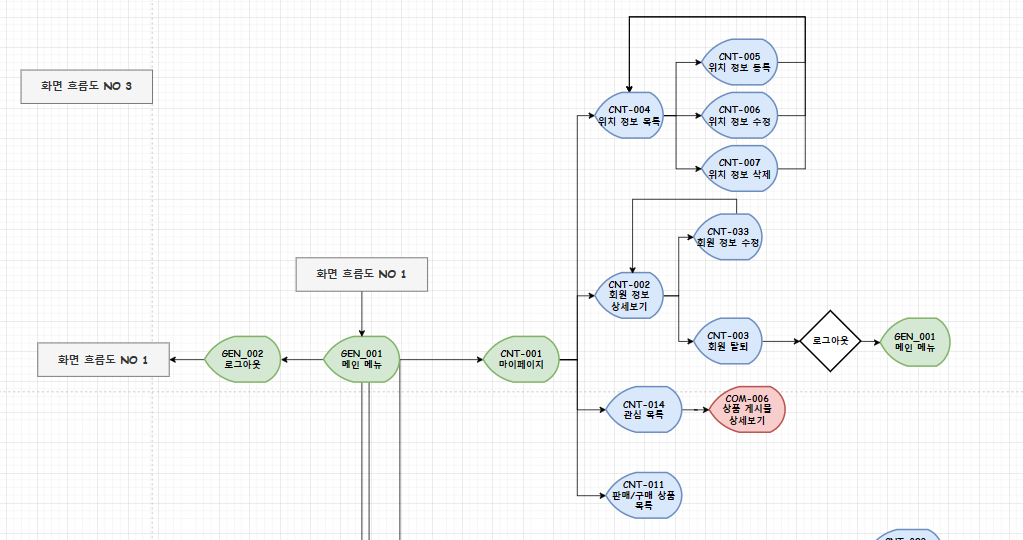 화면 흐름도 NO 3
CNT-005
위치 정보 등록
CNT-004
위치 정보 목록
CNT-006
위치 정보 수정
CNT-007
위치 정보 삭제
CNT-033
회원 정보 수정
화면 흐름도 NO 1
CNT-002
회원 정보
상세보기
CNT-003
회원 탈퇴
로그아웃
GEN_001
메인 메뉴
화면 흐름도 NO 1
GEN_002
로그아웃
GEN_001
메인 메뉴
CNT-001
마이페이지
CNT-014
관심 목록
COM-006
상품 게시물
상세보기
CNT-011
판매/구매 상품
목록